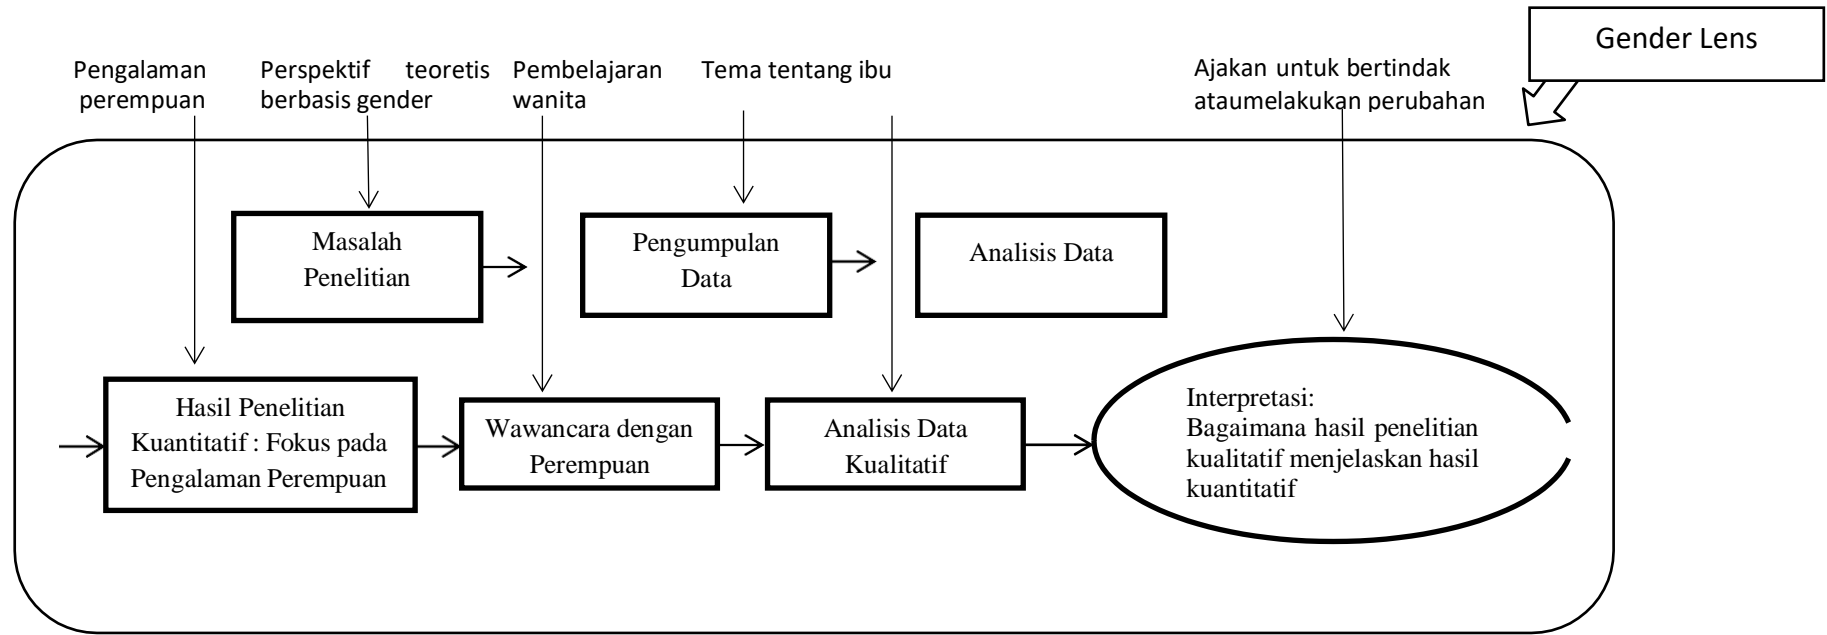 Gender Lens
Pengalaman
perempuan
Perspektif teoretis
berbasis gender
Pembelajaran
wanita
Tema tentang ibu
Ajakan untuk bertindak
ataumelakukan perubahan
Masalah
Penelitian
Pengumpulan
Data
Analisis Data
Hasil Penelitian
Kuantitatif : Fokus pada
Pengalaman Perempuan
Wawancara dengan
Perempuan
Analisis Data
Kualitatif
Interpretasi:
Bagaimana hasil penelitian
kualitatif menjelaskan hasil
kuantitatif